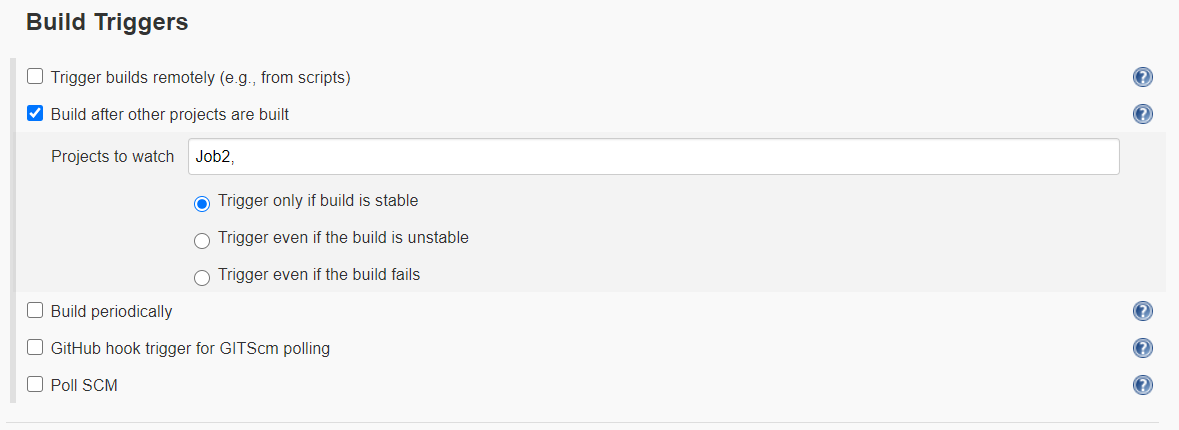 Build Triggers
Trigger builds remotely (e.g., from scripts)
Build after other projects are built
Projects to watch Job2,
Trigger only if build is stable
Trigger even if the build is unstable
Trigger even if the build fails
Build periodically
GitHub hook trigger for GITScm polling
Poll SCM